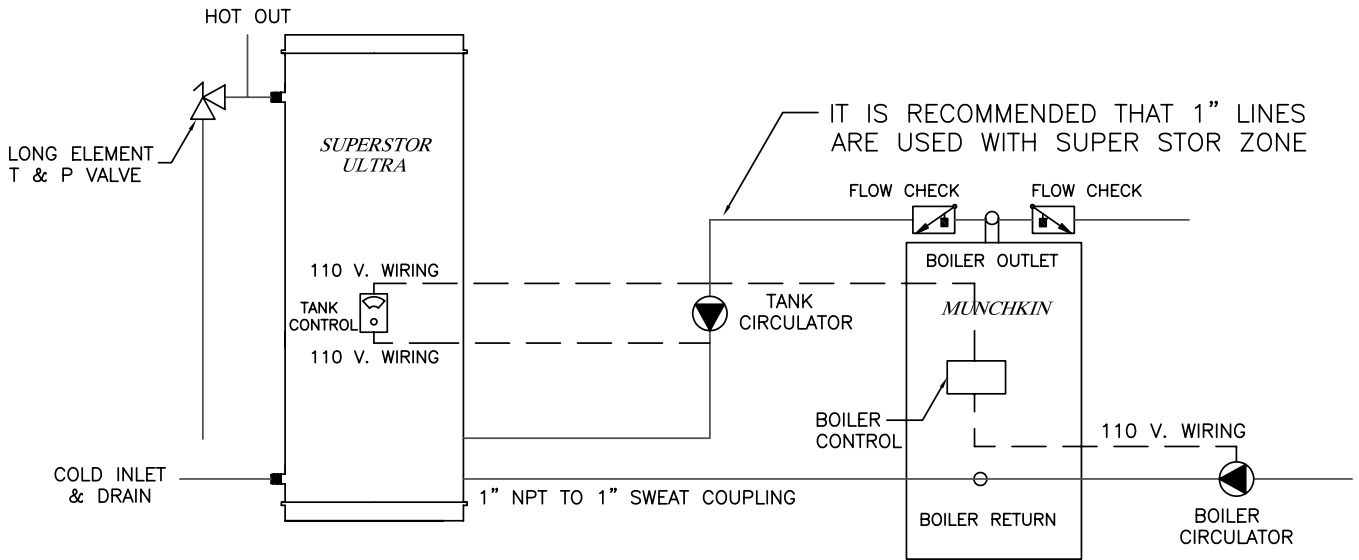 HOT OUT
LONG ELEMENT
T & P VALVE
SUPERSTOR
ULTRA
IT IS RECOMMENDED THAT 1” LINES
ARE USED WITH SUPER STOR ZONE
FLOW CHECK
FLOW CHECK
BOILER OUTLET
110 V. WIRING
TANK
CONTROL
110 V. WIRING
TANK
CIRCULATOR
MUNCHKIN
BOILER
CONTROL
110 V. WIRING
COLD INLET
& DRAIN
1” NPT TO 1” SWEAT COUPLING
BOILER RETURN
BOILER
CIRCULATOR